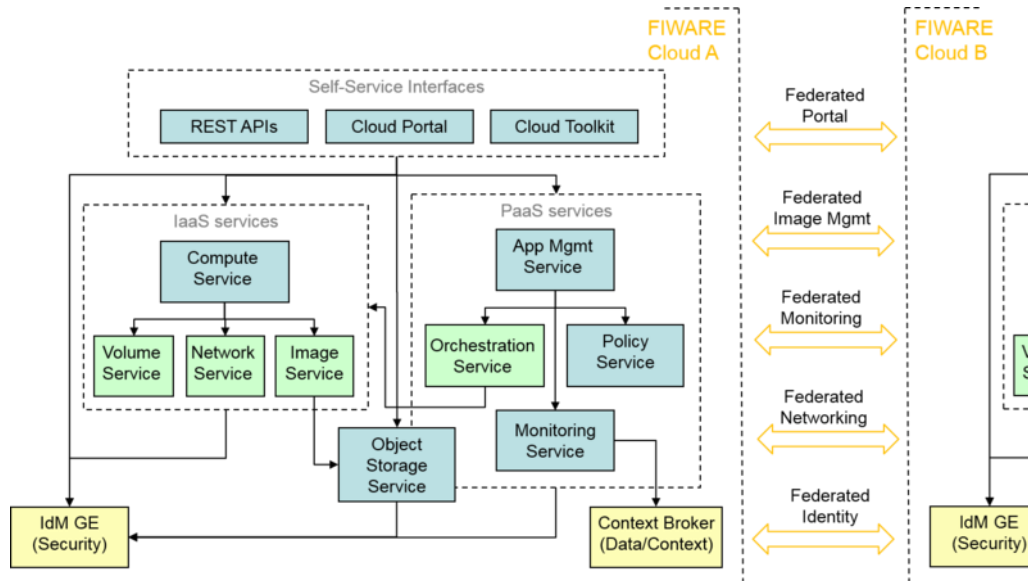 FIWARE
Cloud A
FIWARE
Cloud B
Self-Service Interfaces
REST APIs
Cloud Portal
Cloud Toolkit
Federated
Portal
IaaS services
PaaS services
Federated
Image Mgmt
Compute
Service
App Mgmt
Service
Federated
Monitoring
Volume
Service
Network
Service
Image
Service
Orchestration
Service
Policy
Service
V
S
Federated
Networking
Object
Storage
Service
Monitoring
Service
Federated
Identity
IdM GE
(Security)
Context Broker
(Data/Context)
IdM GE
(Security)